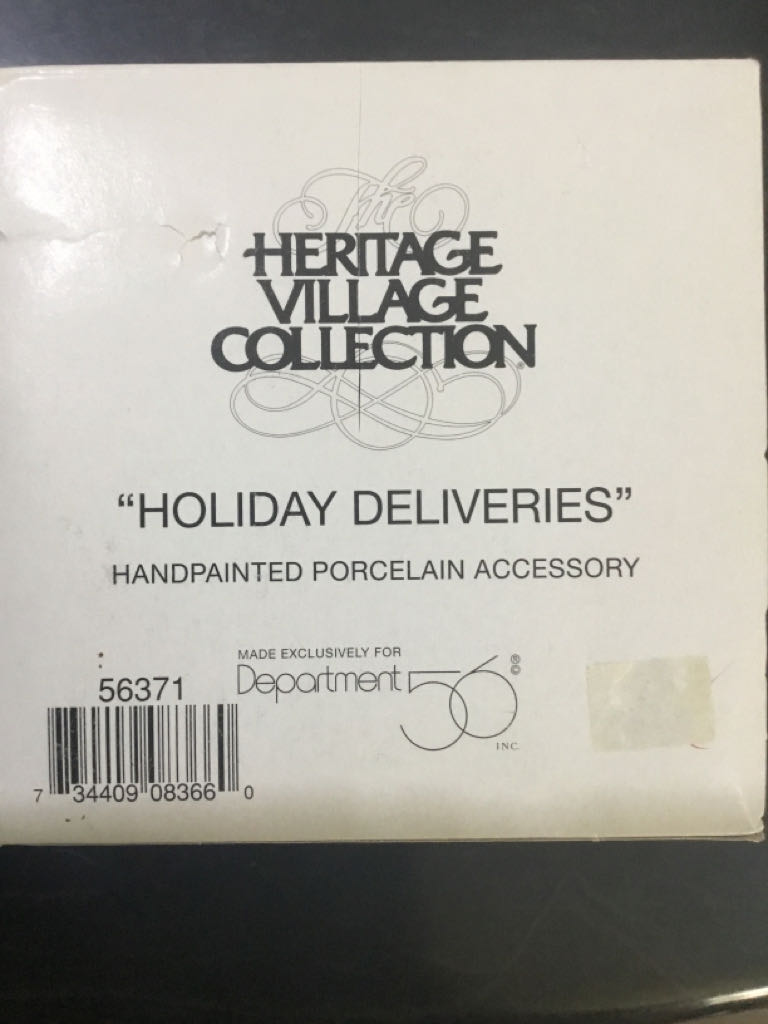 The
HERITAGE
VILLAGE
COLLECTION®
“HOLIDAY DELIVERIES”
HANDPAINTED PORCELAIN ACCESSORY
MADE EXCLUSIVELY FOR
Department 56 ® ©
INC.
56371
7 34409 08366 0